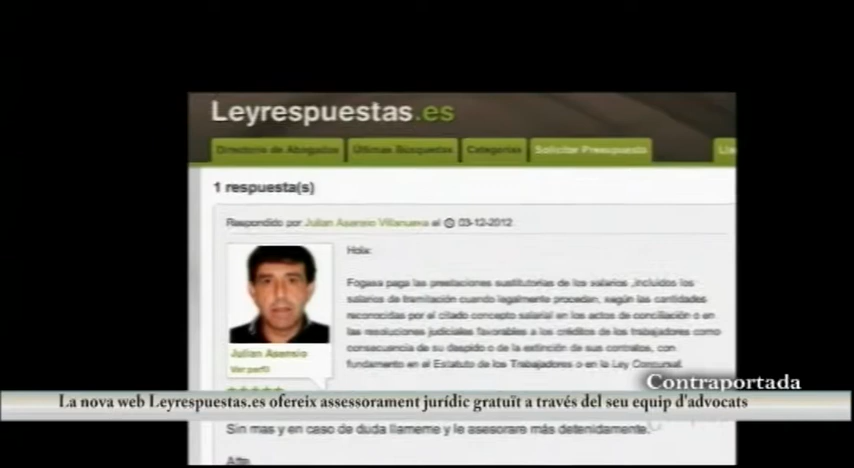 Leyrespuestas.es
Directorio de Abogados Últimas Búsquedas Categorías Solicitar Presupuesto
1 respuesta(s)
Respondido por Julian Asensio Villanueva el 03-12-2012
Hola:
Fogasa paga las prestaciones sustitutorias de los salarios ,incluidos los
salarios de tramitación cuando legalmente procedan, según las cantidades
reconocidas por el citado concepto salarial en los actos de conciliación o en
las resoluciones judiciales favorables a los créditos de los trabajadores como
consecuencia de su despido o de la extinción de sus contratos, con
fundamento en el Estatuto de los Trabajadores o en la Ley Concursal.
Julian Asensio
Ver perfil
Contraportada
La nova web Leyrespuestas.es ofereix assessorament jurídic gratuït a través del seu equip d'advocats
Sin mas y en caso de duda llameme y le asesorare más detenidamente.